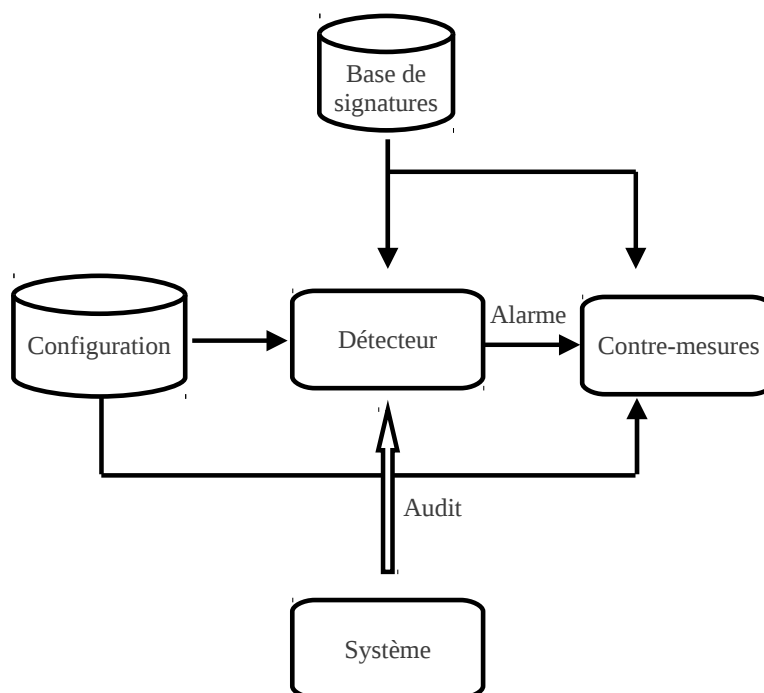 Base de
signatures
Configuration
Détecteur
Alarme
Contre-mesures
Audit
Système